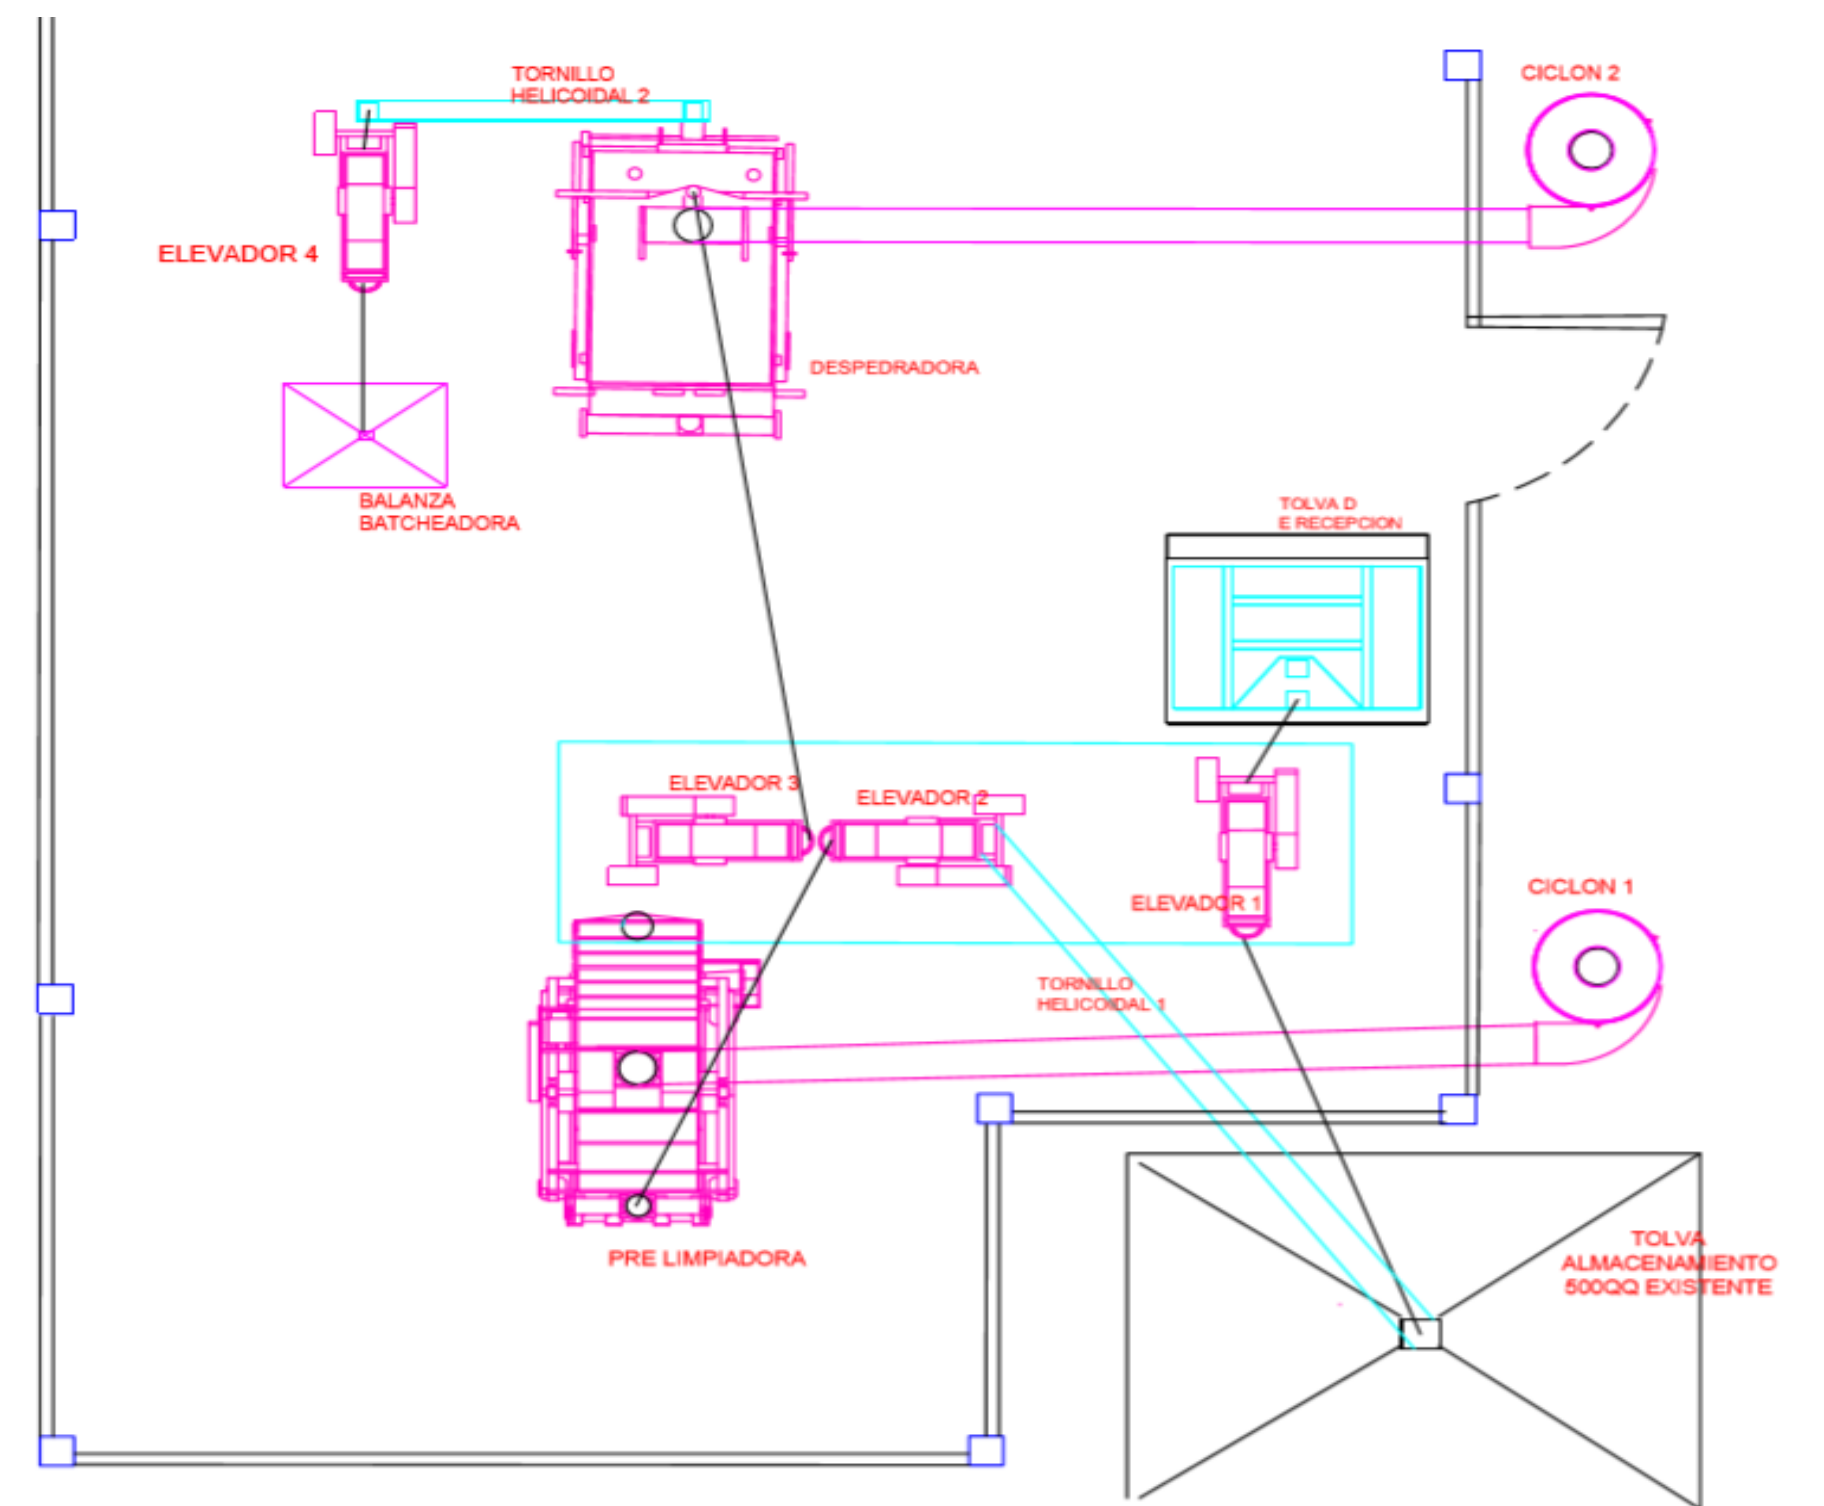 TORNILLO
HELICOIDAL 2
CICLON 2
ELEVADOR 4
DESPEDRADORA
BALANZA
BATCHEADORA
TOLVA D
E RECEPCION
ELEVADOR 3
ELEVADOR 2
ELEVADOR 1
CICLON 1
TORNILLO
HELICOIDAL 1
PRE LIMPIADORA
TOLVA
ALMACENAMIENTO
500QQ EXISTENTE